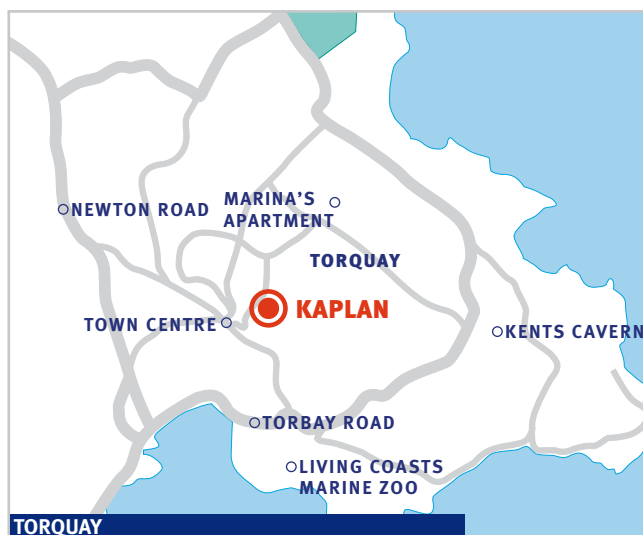 NEWTON ROAD
MARINA'S
APARTMENT
TORQUAY
KAPLAN
TOWN CENTRE
KENTS CAVERN
TORBAY ROAD
LIVING COASTS
MARINE ZOO
TORQUAY